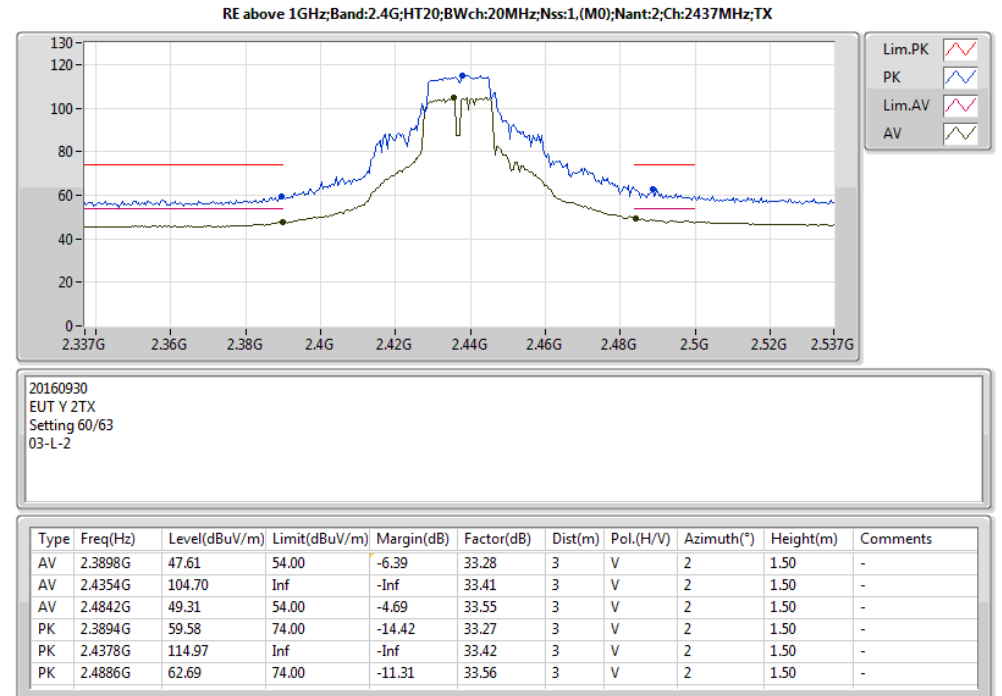 RE above 1GHz;Band:2.4G;HT20;BWch:20MHz;Nss:1,(M0);Nant:2;Ch:2437MHz;TX
130
120
100
80
60
40
20
0
2.337G 2.36G 2.38G 2.4G 2.42G 2.44G 2.46G 2.48G 2.5G 2.52G 2.537G
Lim.PK
PK
Lim.AV
AV
20160930
EUT Y 2TX
Setting 60/63
03-L-2
Type Freq(Hz) Level(dBuV/m) Limit(dBuV/m) Margin(dB) Factor(dB) Dist(m) Pol.(H/V) Azimuth(°) Height(m) Comments
AV 2.3898G 47.61 54.00 -6.39 33.28 3 V 2 1.50 -
AV 2.4354G 104.70 Inf -Inf 33.41 3 V 2 1.50 -
AV 2.4842G 49.31 54.00 -4.69 33.55 3 V 2 1.50 -
PK 2.3894G 59.58 74.00 -14.42 33.27 3 V 2 1.50 -
PK 2.4378G 114.97 Inf -Inf 33.42 3 V 2 1.50 -
PK 2.4886G 62.69 74.00 -11.31 33.56 3 V 2 1.50 -